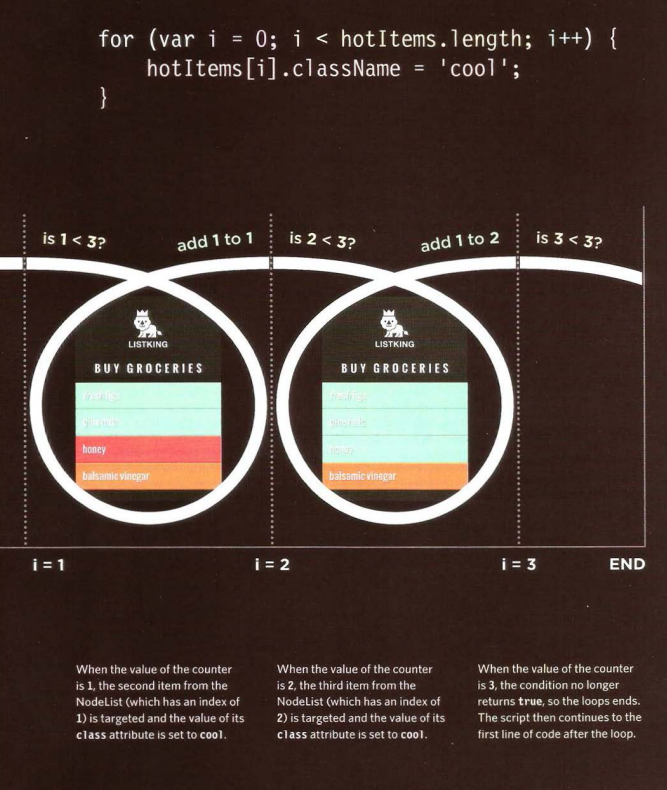 for (var i = 0; i < hotItems.length; i++) {
hotItems[i].className = 'cool';
}
is 1 < 3?
add 1 to 1
is 2 < 3?
add 1 to 2
is 3 < 3?
LISTKING
BUY GROCERIES
fresh figs
pine nuts
honey
balsamic vinegar
LISTKING
BUY GROCERIES
fresh figs
pine nuts
honey
balsamic vinegar
i = 1
i = 2
i = 3
END
When the value of the counter
is 1, the second item from the
NodeList (which has an index of
1) is targeted and the value of its
class attribute is set to cool.
When the value of the counter
is 2, the third item from the
NodeList (which has an index of
2) is targeted and the value of its
class attribute is set to cool.
When the value of the counter
is 3, the condition no longer
returns true, so the loops ends.
The script then continues to the
first line of code after the loop.